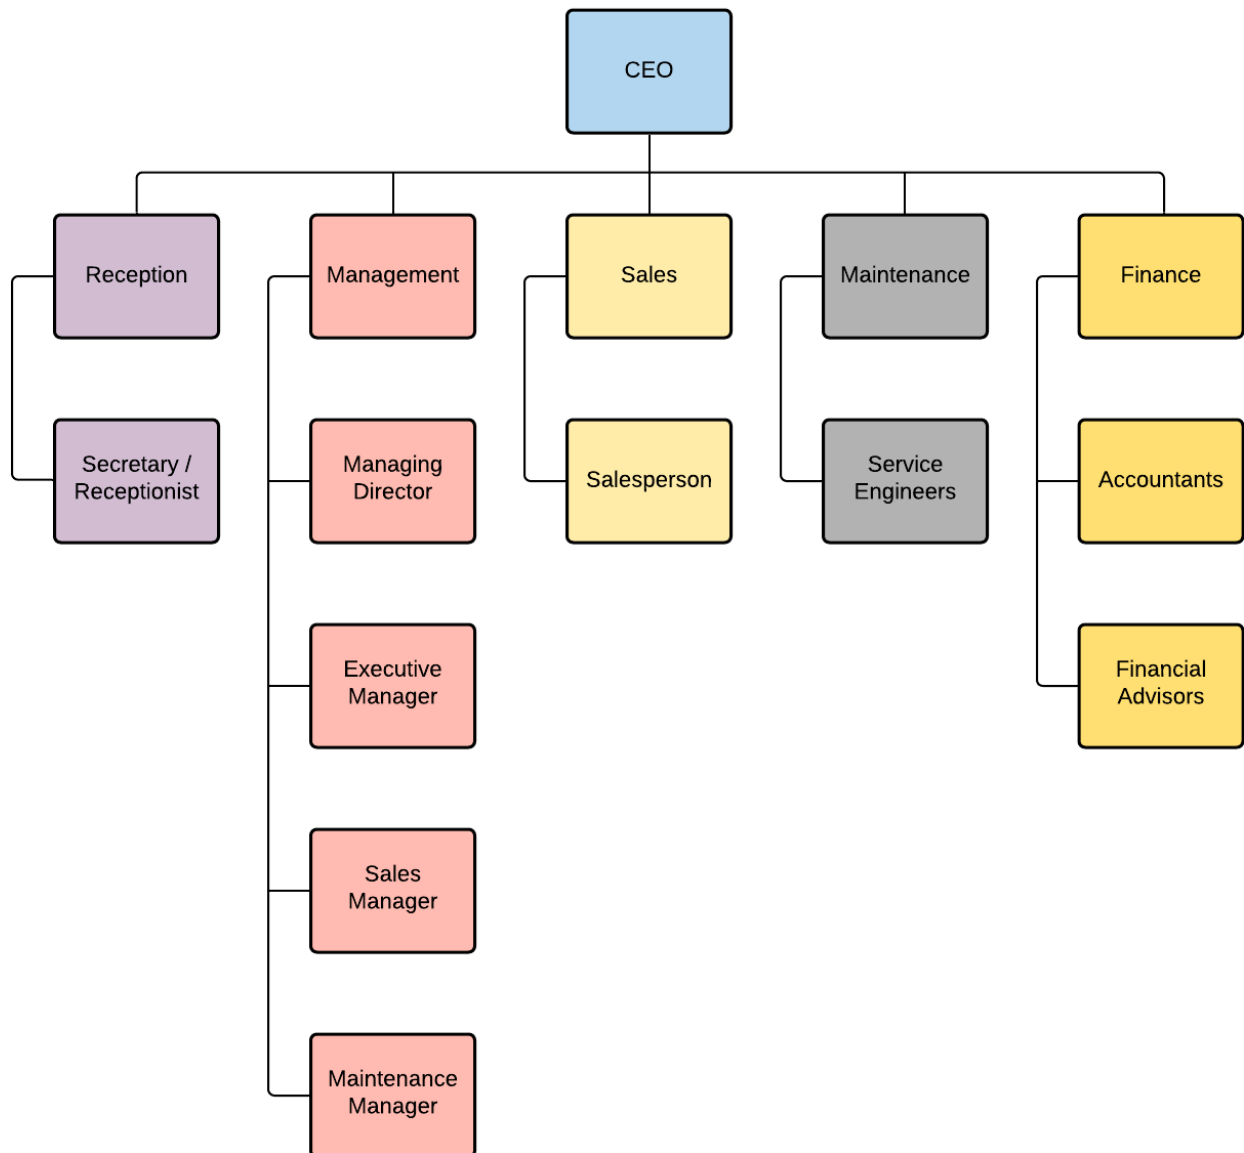 CEO
Reception
Management
Sales
Maintenance
Finance
Secretary /
Receptionist
Managing
Director
Salesperson
Service
Engineers
Accountants
Executive
Manager
Financial
Advisors
Sales
Manager
Maintenance
Manager